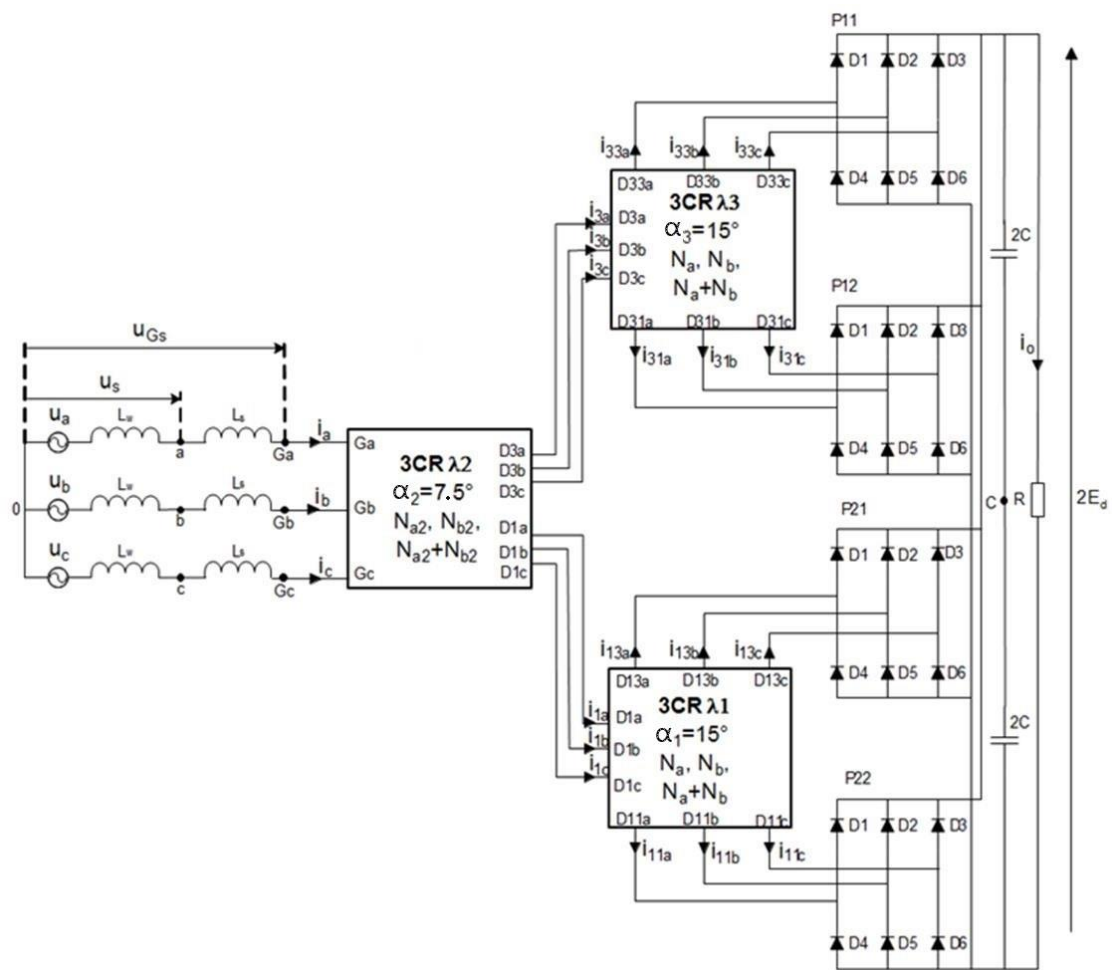 P11
D1 D2 D3
D4 D5 D6
i33a i33b i33c
D33a D33b D33c
3CR λ3
α3=15°
Na, Nb,
Na+Nb
i3a D3a
i3b D3b
i3c D3c
D31a D31b D31c
i31a i31b i31c
2C
P12
D1 D2 D3
D4 D5 D6
io
uGs
us
ua Lw a Ls Ga ia Ga
ub Lw b Ls Gb ib Gb
uc Lw c Ls Gc ic Gc
0
3CR λ2
α2=7.5°
Na2, Nb2,
Na2+Nb2
D3a
D3b
D3c
D1a
D1b
D1c
C R 2Ed
P21
D1 D2 D3
D4 D5 D6
i13a i13b i13c
D13a D13b D13c
3CR λ1
α1=15°
Na, Nb,
Na+Nb
i1a D1a
i1b D1b
i1c D1c
D11a D11b D11c
i11a i11b i11c
2C
P22
D1 D2 D3
D4 D5 D6